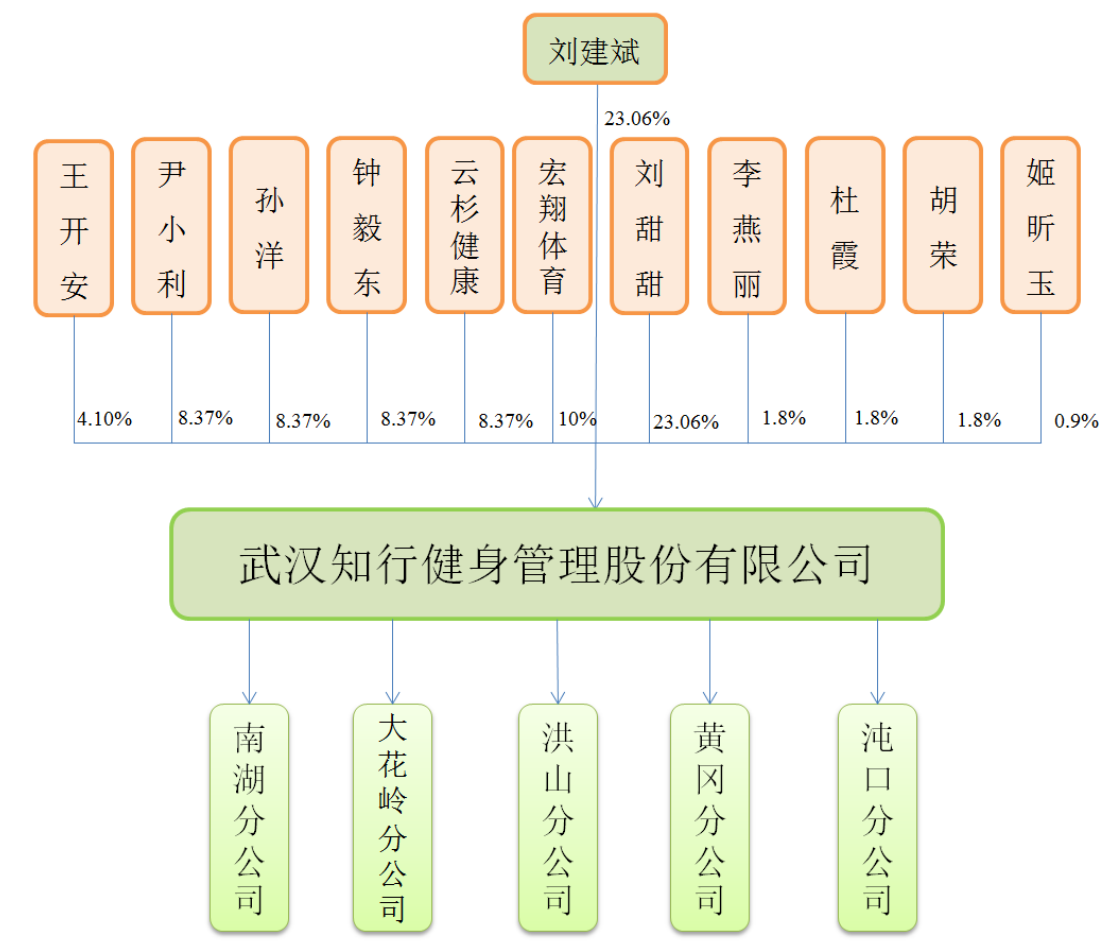 刘建斌
23.06%
王开安
尹小利
孙洋
钟毅东
云杉健康
宏翔体育
刘甜甜
李燕丽
杜霞
胡荣
姬昕玉
4.10%
8.37%
8.37%
8.37%
8.37%
10%
23.06%
1.8%
1.8%
1.8%
0.9%
武汉知行健身管理股份有限公司
南湖分公司
大花岭分公司
洪山分公司
黄冈分公司
沌口分公司